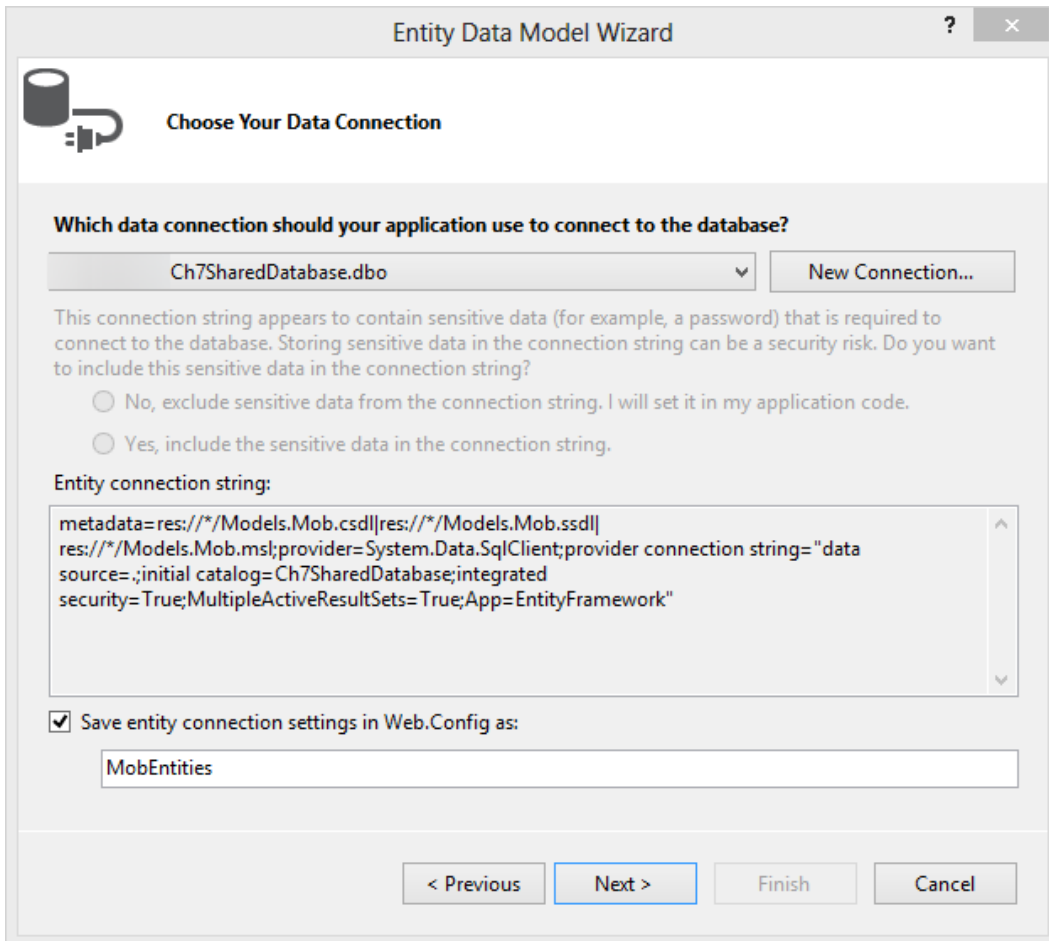 Entity Data Model Wizard
?
Choose Your Data Connection
Which data connection should your application use to connect to the database?
Ch7SharedDatabase.dbo
New Connection...
This connection string appears to contain sensitive data (for example, a password) that is required to
connect to the database. Storing sensitive data in the connection string can be a security risk. Do you want
to include this sensitive data in the connection string?
No, exclude sensitive data from the connection string. I will set it in my application code.
Yes, include the sensitive data in the connection string.
Entity connection string:
metadata=res://*/Models.Mob.csdl|res://*/Models.Mob.ssdl|
res://*/Models.Mob.msl;provider=System.Data.SqlClient;provider connection string="data
source=.;initial catalog=Ch7SharedDatabase;integrated
security=True;MultipleActiveResultSets=True;App=EntityFramework"
Save entity connection settings in Web.Config as:
MobEntities
< Previous
Next >
Finish
Cancel